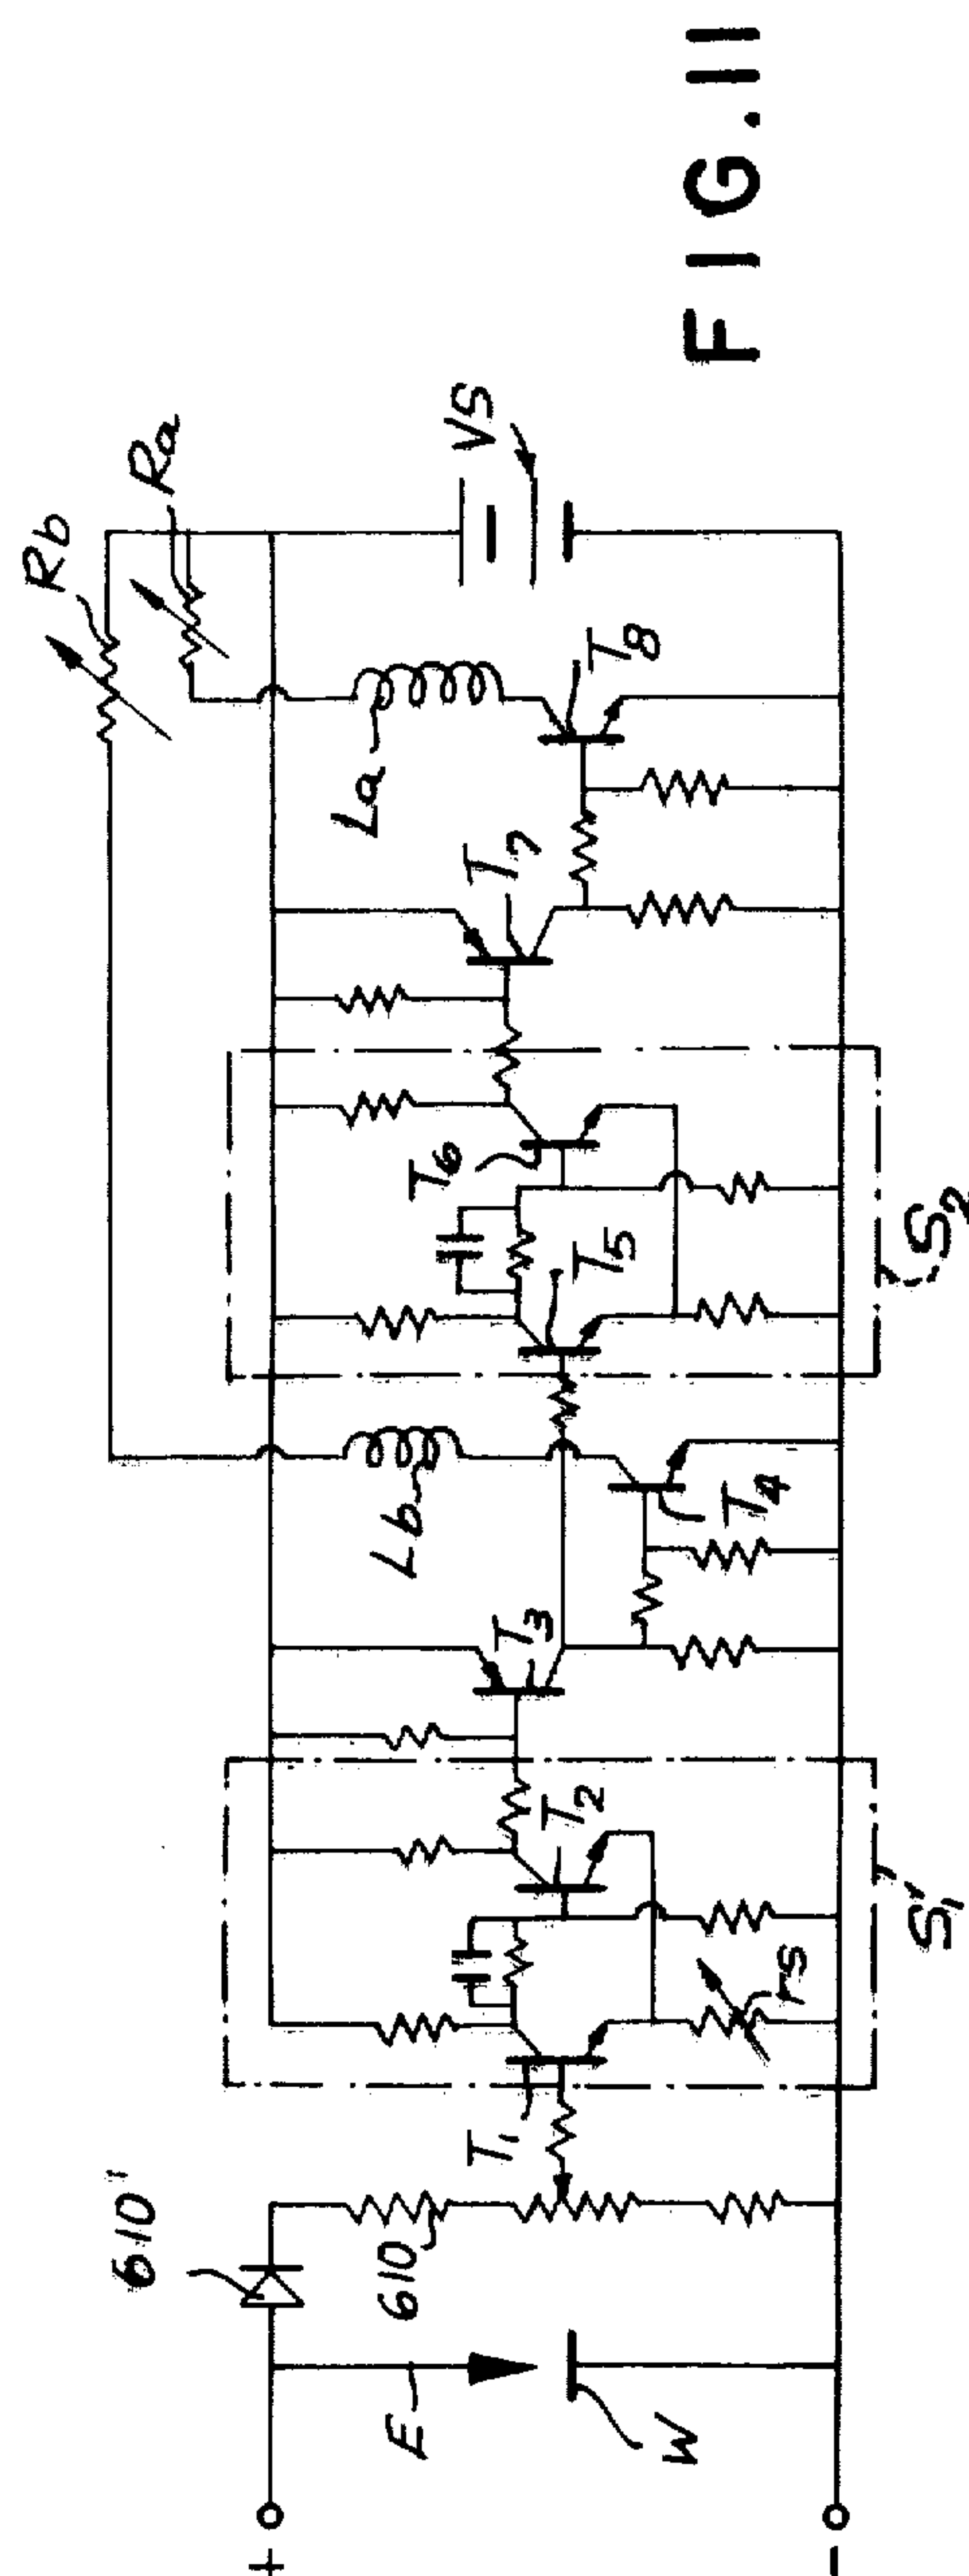 FIG.11
Rb
Ra
VS
La
T8
T7
T6
T5
S2
Lb
T4
T3
T2
S1'
rs
T1
610"
610
E
W
+
-